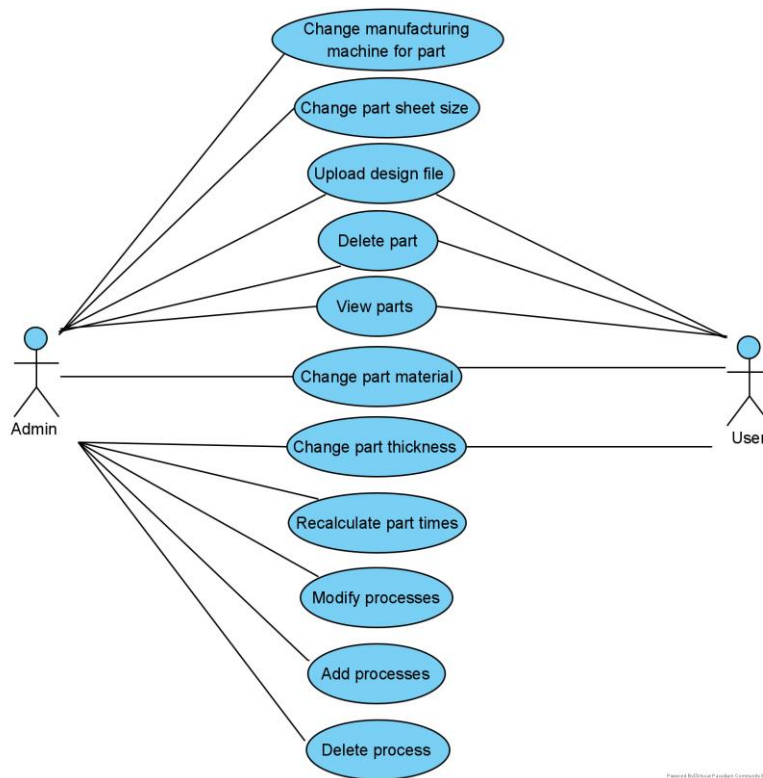 Change manufacturing
machine for part
Change part sheet size
Upload design file
Delete part
View parts
Change part material
Admin
User
Change part thickness
Recalculate part times
Modify processes
Add processes
Delete process